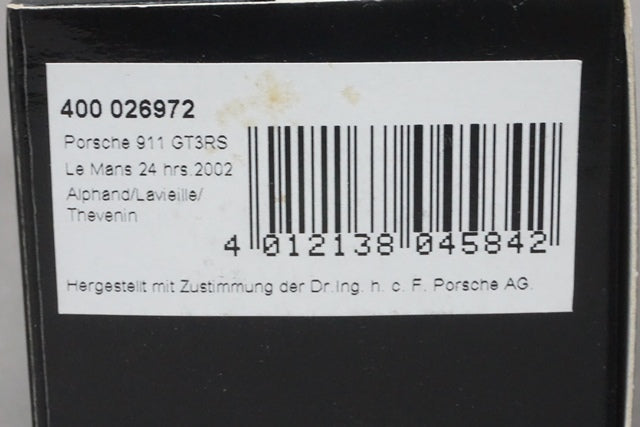 400 026972
Porsche 911 GT3RS
Le Mans 24 hrs 2002
Alphand/Lavieille/
Thevenin
4 012138 045842
Hergestellt mit Zustimmung der Dr.Ing. h. c. F. Porsche AG.